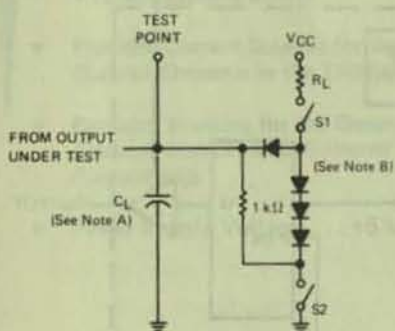 TEST
POINT
VCC
RL
S1
FROM OUTPUT
UNDER TEST
(See Note B)
CL
(See Note A)
1 kΩ
S2